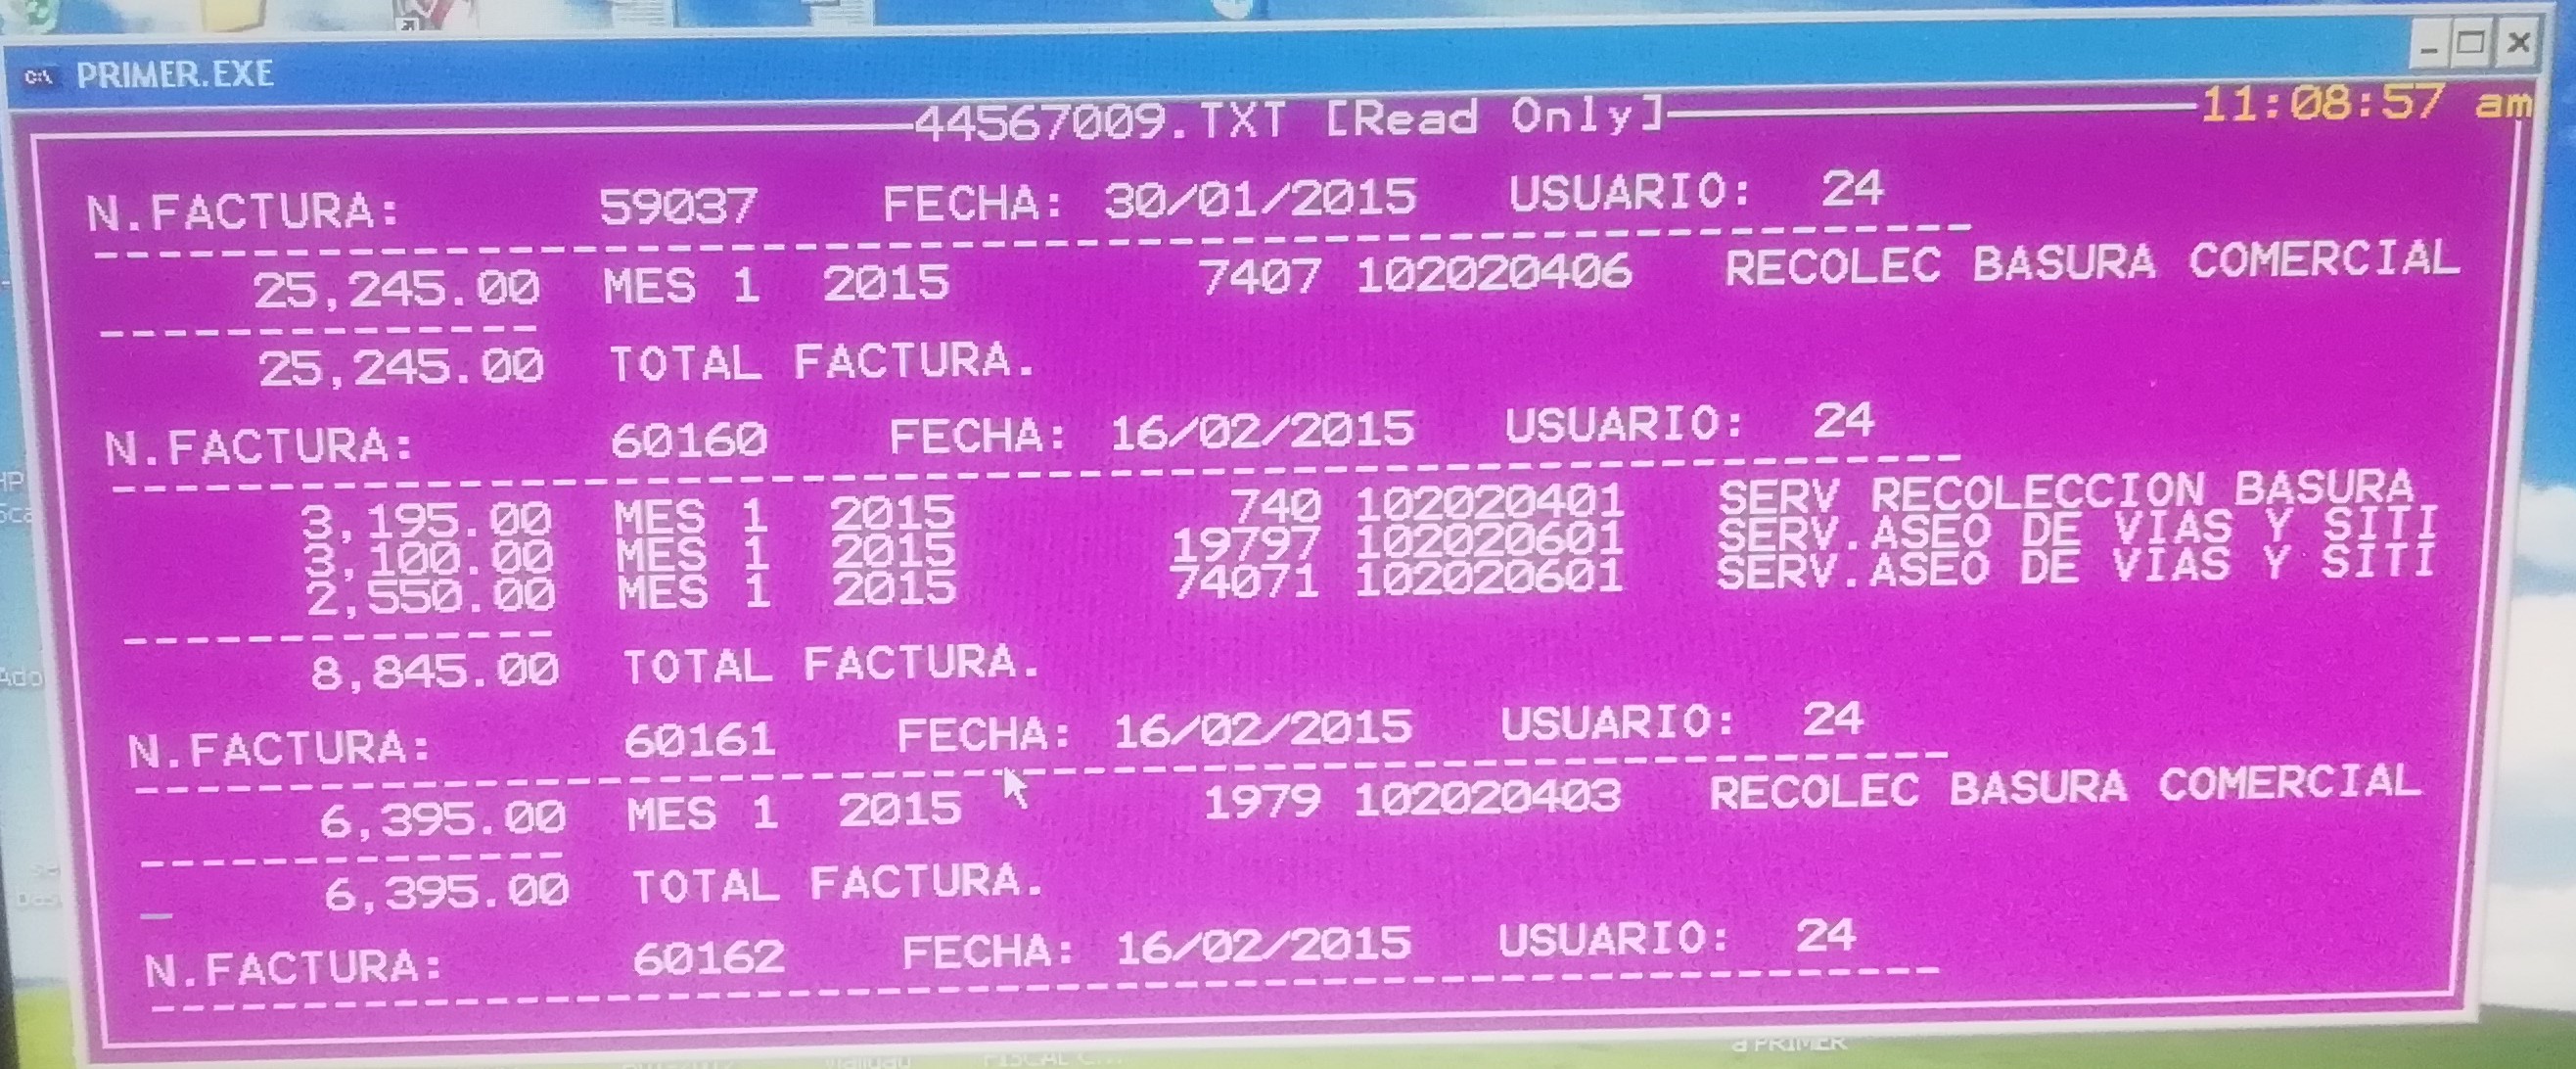 PRIMER.EXE
44567009.TXT [Read Only] 11:08:57 am
N.FACTURA: 59037 FECHA: 30/01/2015 USUARIO: 24
25,245.00 MES 1 2015 7407 102020406 RECOLEC BASURA COMERCIAL
25,245.00 TOTAL FACTURA.
N.FACTURA: 60160 FECHA: 16/02/2015 USUARIO: 24
3,195.00 MES 1 2015 740 102020401 SERV RECOLECCION BASURA
3,100.00 MES 1 2015 19797 102020601 SERV.ASEO DE VIAS Y SITI
2,550.00 MES 1 2015 74071 102020601 SERV.ASEO DE VIAS Y SITI
8,845.00 TOTAL FACTURA.
N.FACTURA: 60161 FECHA: 16/02/2015 USUARIO: 24
6,395.00 MES 1 2015 1979 102020403 RECOLEC BASURA COMERCIAL
6,395.00 TOTAL FACTURA.
N.FACTURA: 60162 FECHA: 16/02/2015 USUARIO: 24
a PRIMER